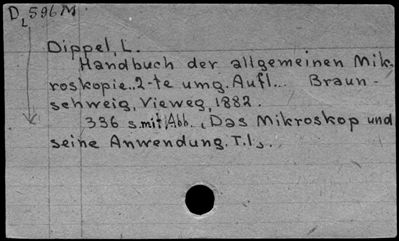 D 596M.
L
Dippel, L.
Handbuch der allgemeinen Mik-
roskopie..2-te umg. Aufl... Braun-
schweig, Vieweg, 1882.
336 s.mit Abb. (Das Mikroskop und
seine Anwendung. T.1).